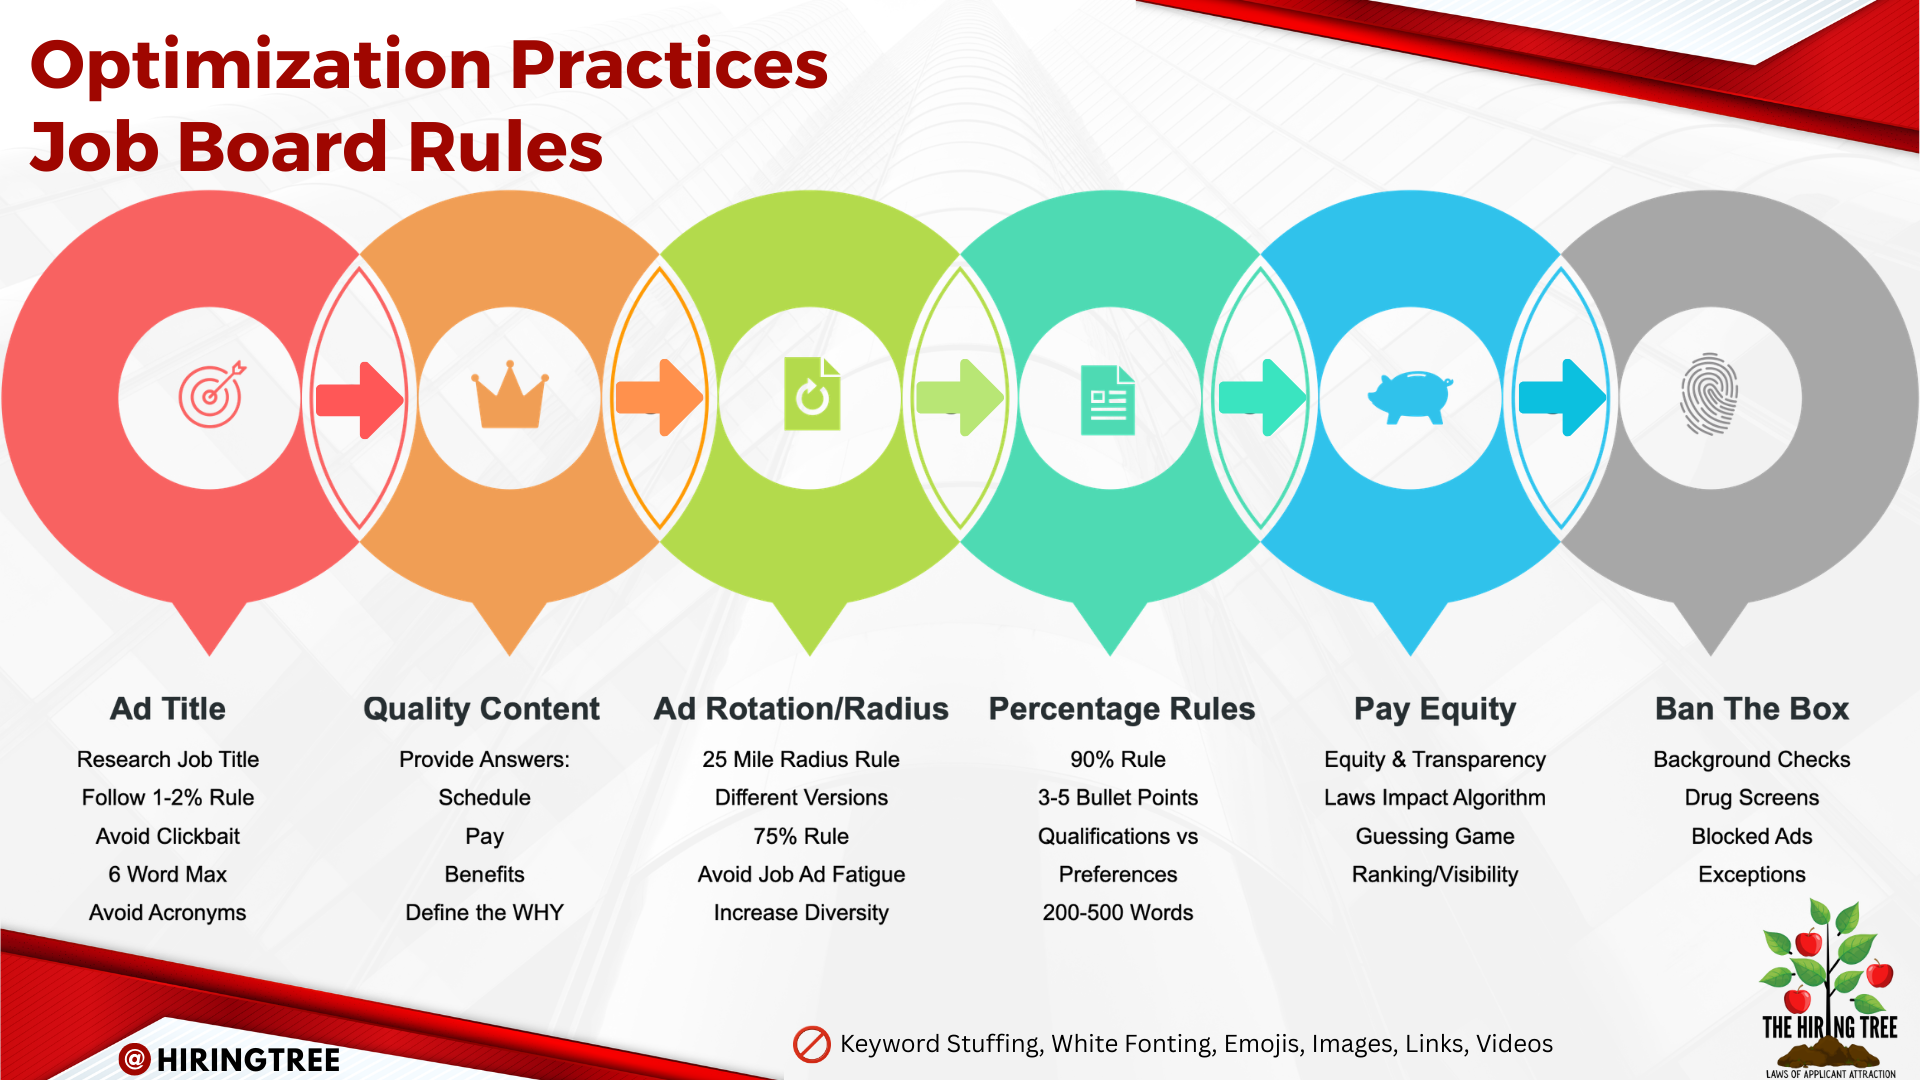 Optimization Practices
Job Board Rules
Ad Title
Research Job Title
Follow 1-2% Rule
Avoid Clickbait
6 Word Max
Avoid Acronyms
Quality Content
Provide Answers:
Schedule
Pay
Benefits
Define the WHY
Ad Rotation/Radius
25 Mile Radius Rule
Different Versions
75% Rule
Avoid Job Ad Fatigue
Increase Diversity
Percentage Rules
90% Rule
3-5 Bullet Points
Qualifications vs
Preferences
200-500 Words
Pay Equity
Equity & Transparency
Laws Impact Algorithm
Guessing Game
Ranking/Visibility
Ban The Box
Background Checks
Drug Screens
Blocked Ads
Exceptions
@ HIRINGTREE
Keyword Stuffing, White Fonting, Emojis, Images, Links, Videos
THE HIRING TREE
LAWS OF APPLICANT ATTRACTION